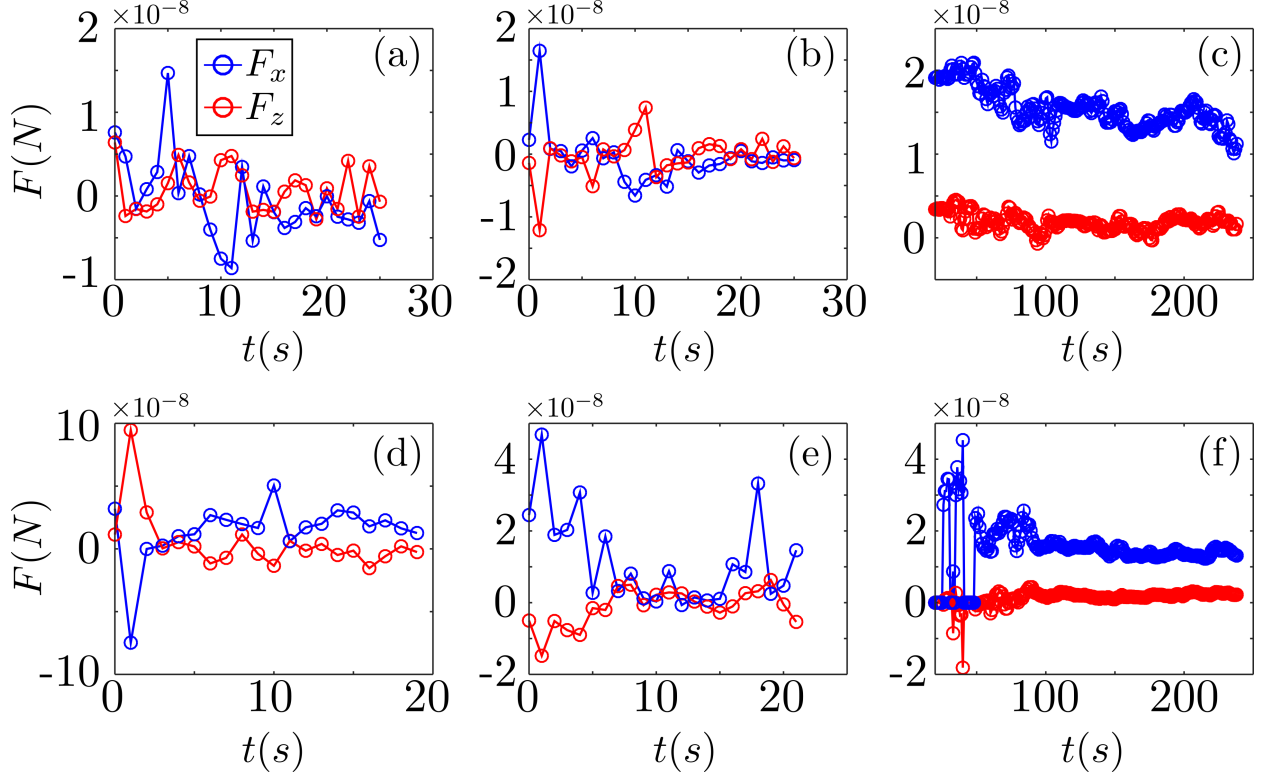 ×10⁻⁸ ×10⁻⁸ ×10⁻⁸
2 (a) 2 (b) (c)
F_x
F_z
F(N) 1 0 -1
1 0 -1 -2
2 1 0
0 10 20 30 0 10 20 30 100 200
t(s) t(s) t(s)
×10⁻⁸ ×10⁻⁸ ×10⁻⁸
10 (d) (e) (f)
F(N) 0 -10
4 2 0 -2
4 2 0 -2
0 10 20 0 10 20 100 200
t(s) t(s) t(s)